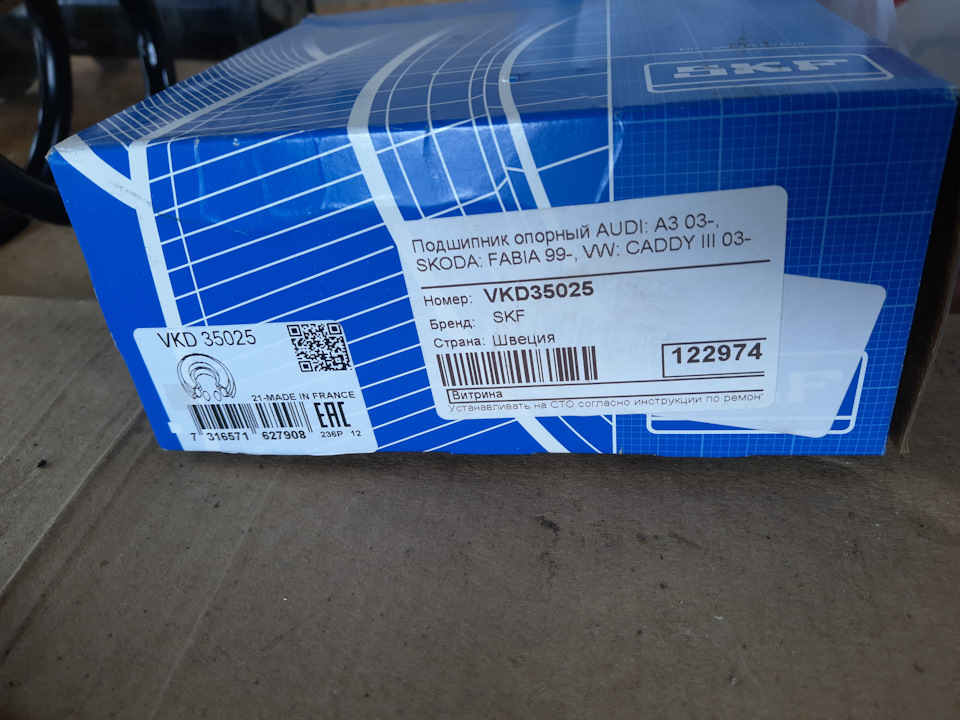 SKF
Подшипник опорный AUDI: A3 03-,
SKODA: FABIA 99-, VW: CADDY III 03-
Номер: VKD35025
Бренд: SKF
Страна: Швеция
122974
Витрина
Устанавливать на СТО согласно инструкции по ремон
VKD 35025
21-MADE IN FRANCE
EAC
7 316571 627908
236P 12